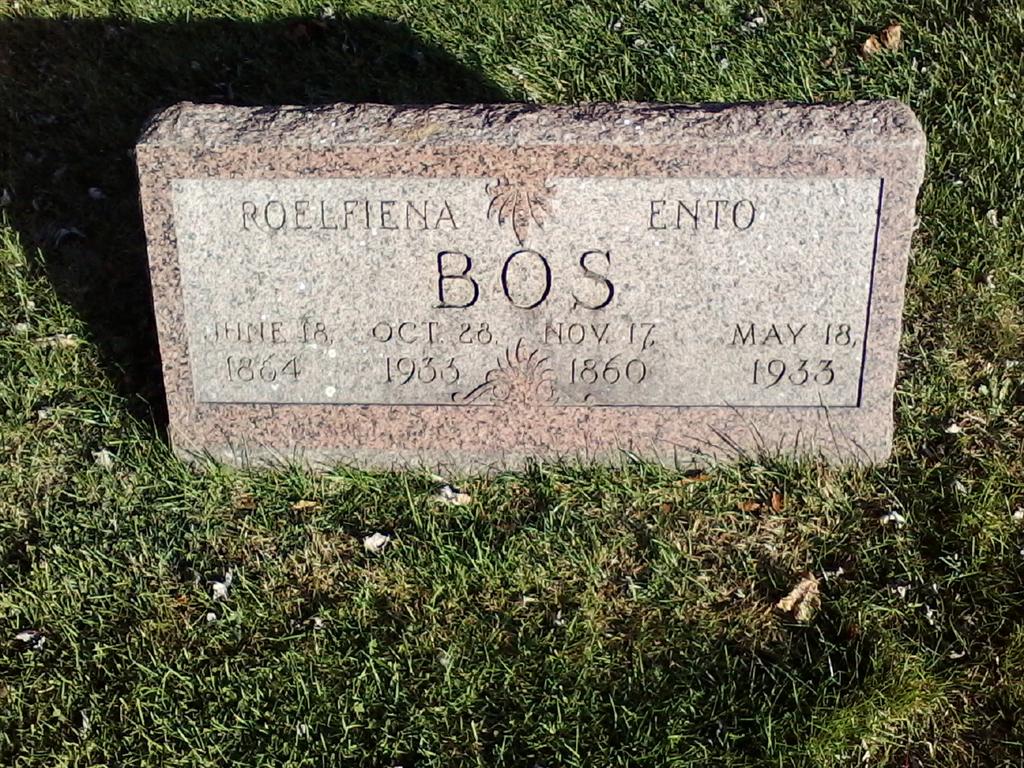 ROELFIENA ENTO
BOS
JUNE 18, OCT. 28, NOV. 17, MAY 18,
1864 1933 1860 1933